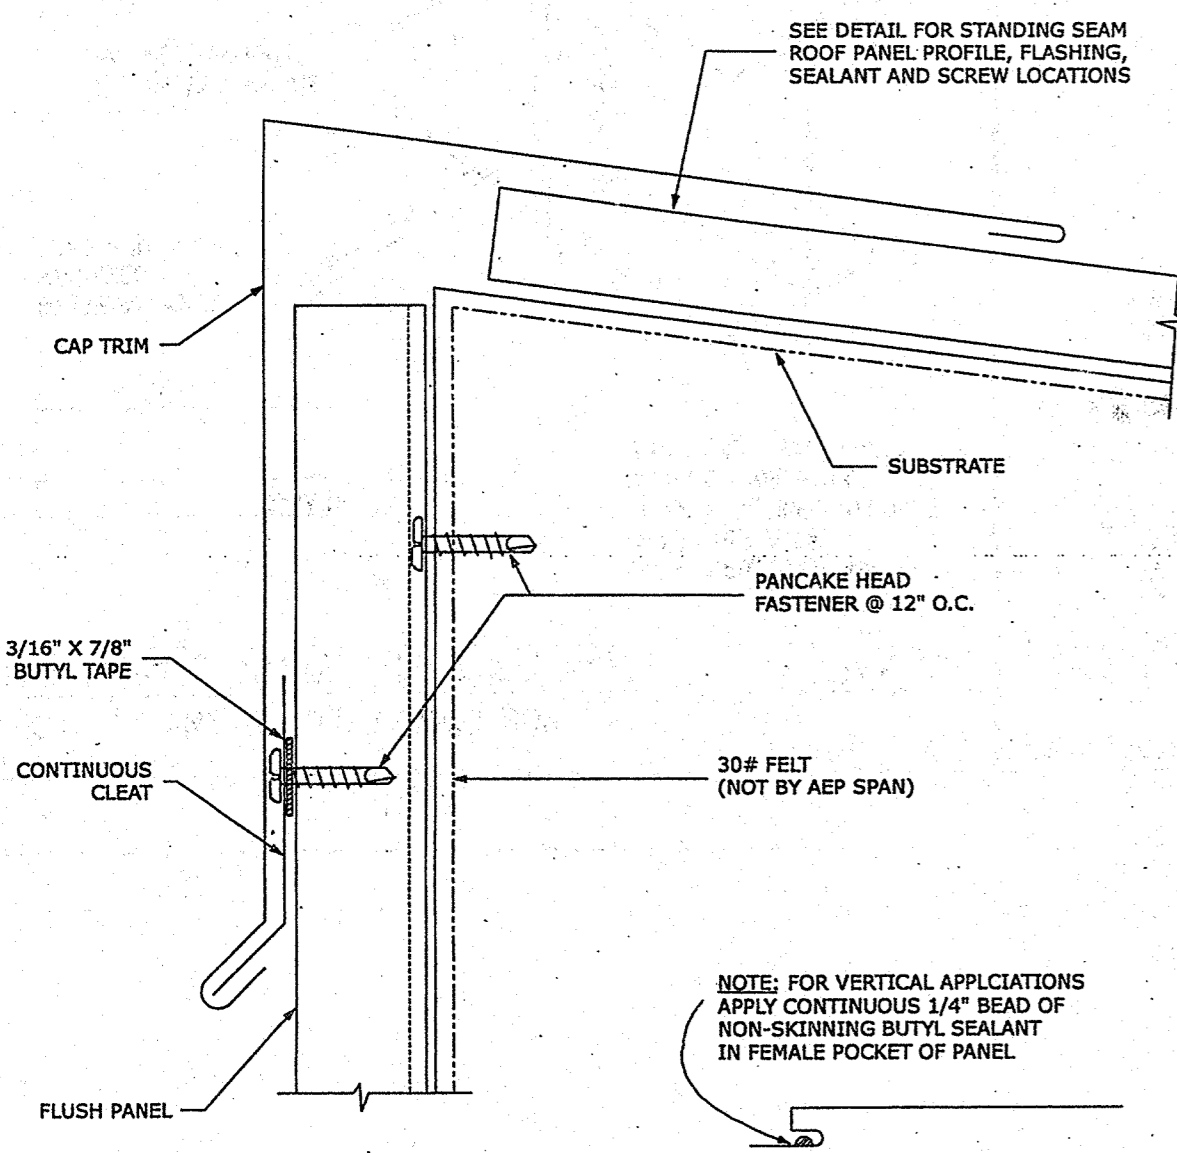 SEE DETAIL FOR STANDING SEAM
ROOF PANEL PROFILE, FLASHING,
SEALANT AND SCREW LOCATIONS
CAP TRIM
SUBSTRATE
PANCAKE HEAD
FASTENER @ 12" O.C.
3/16" X 7/8"
BUTYL TAPE
CONTINUOUS
CLEAT
30# FELT
(NOT BY AEP SPAN)
NOTE: FOR VERTICAL APPLCIATIONS
APPLY CONTINUOUS 1/4" BEAD OF
NON-SKINNING BUTYL SEALANT
IN FEMALE POCKET OF PANEL
FLUSH PANEL